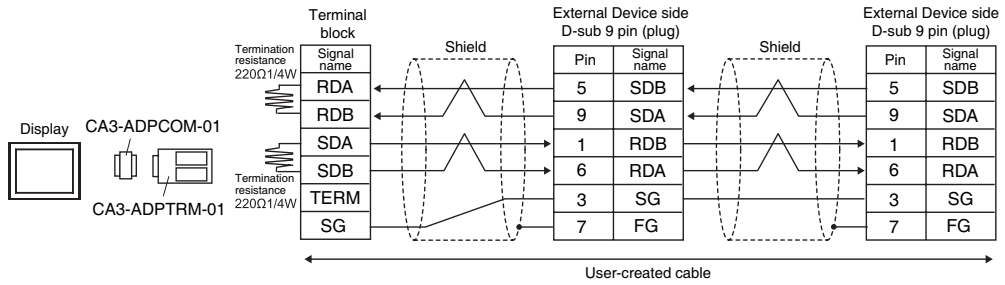 Terminal
block
External Device side
D-sub 9 pin (plug)
External Device side
D-sub 9 pin (plug)
Termination
resistance
220Ω1/4W
Signal
name
Shield
Pin
Signal
name
Shield
Pin
Signal
name
RDA
5
SDB
5
SDB
RDB
9
SDA
9
SDA
Display
CA3-ADPCOM-01
SDA
1
RDB
1
RDB
SDB
6
RDA
6
RDA
Termination
resistance
220Ω1/4W
CA3-ADPTRM-01
TERM
3
SG
3
SG
SG
7
FG
7
FG
User-created cable